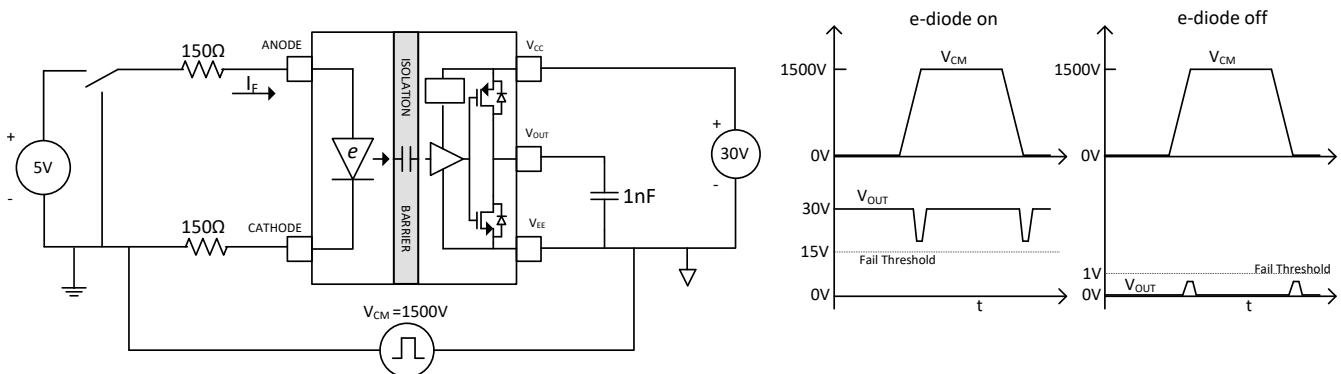 150Ω
I_F
+
5V
-
150Ω
ANODE
CATHODE
e
ISOLATION
BARRIER
V_CC
V_OUT
V_EE
1nF
+
30V
-
V_CM =1500V
e-diode on
1500V
V_CM
0V
V_OUT
30V
15V
Fail Threshold
0V
t
e-diode off
1500V
V_CM
0V
1V
Fail Threshold
V_OUT
0V
t